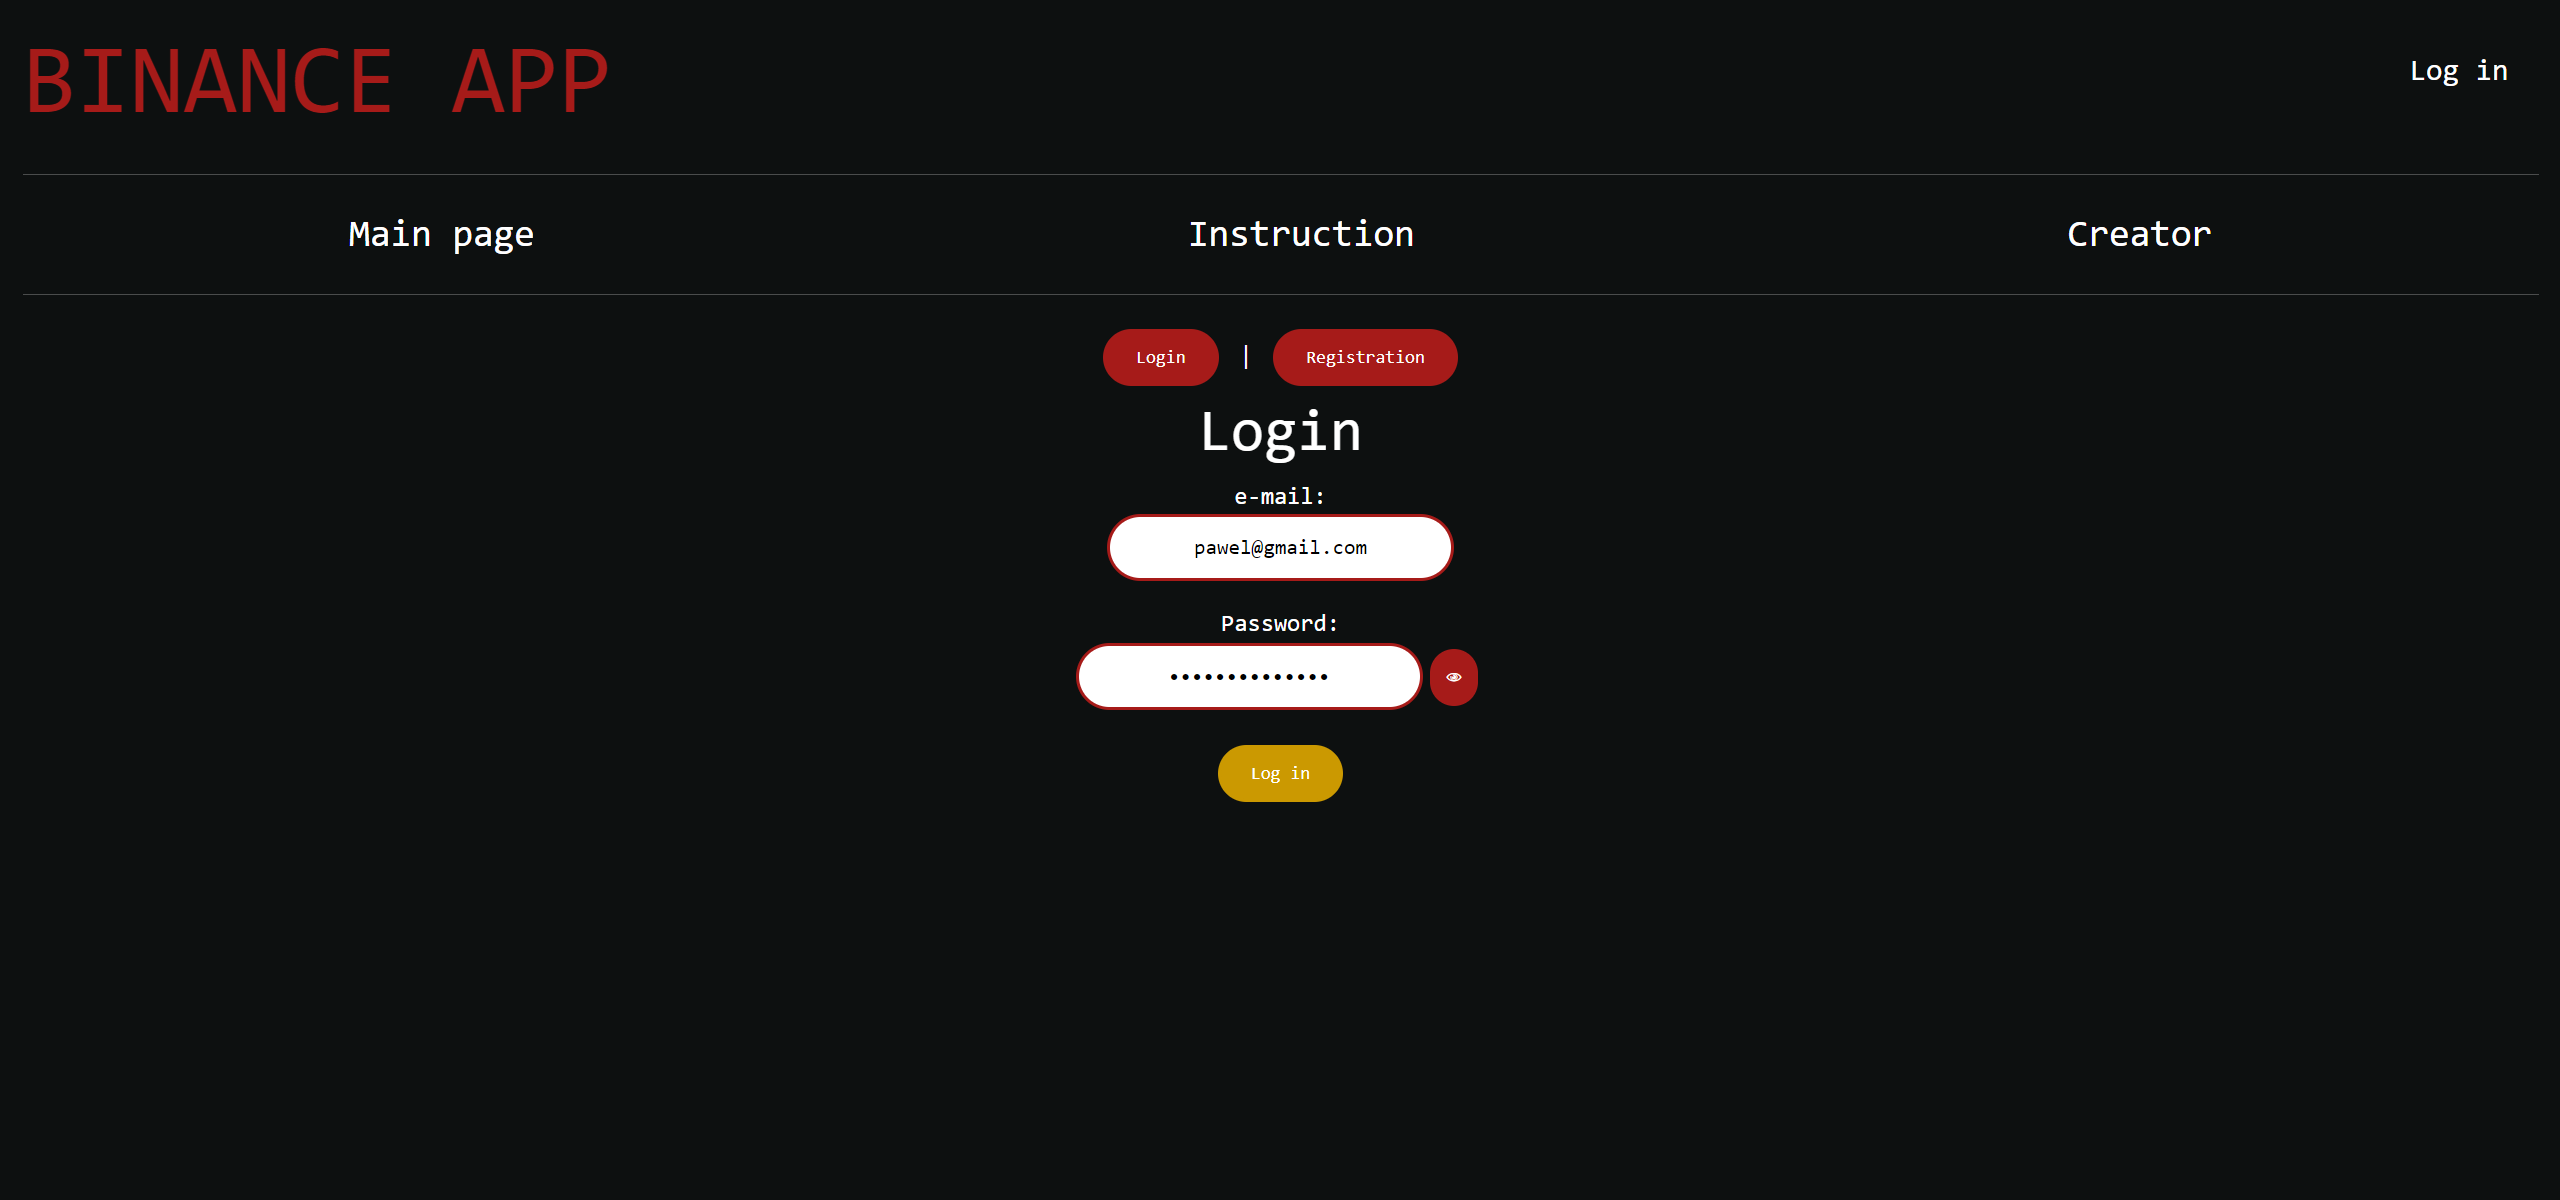 BINANCE APP
Log in
Main page Instruction Creator
Login | Registration
Login
e-mail:
pawel@gmail.com
Password:
••••••••••••••
Log in